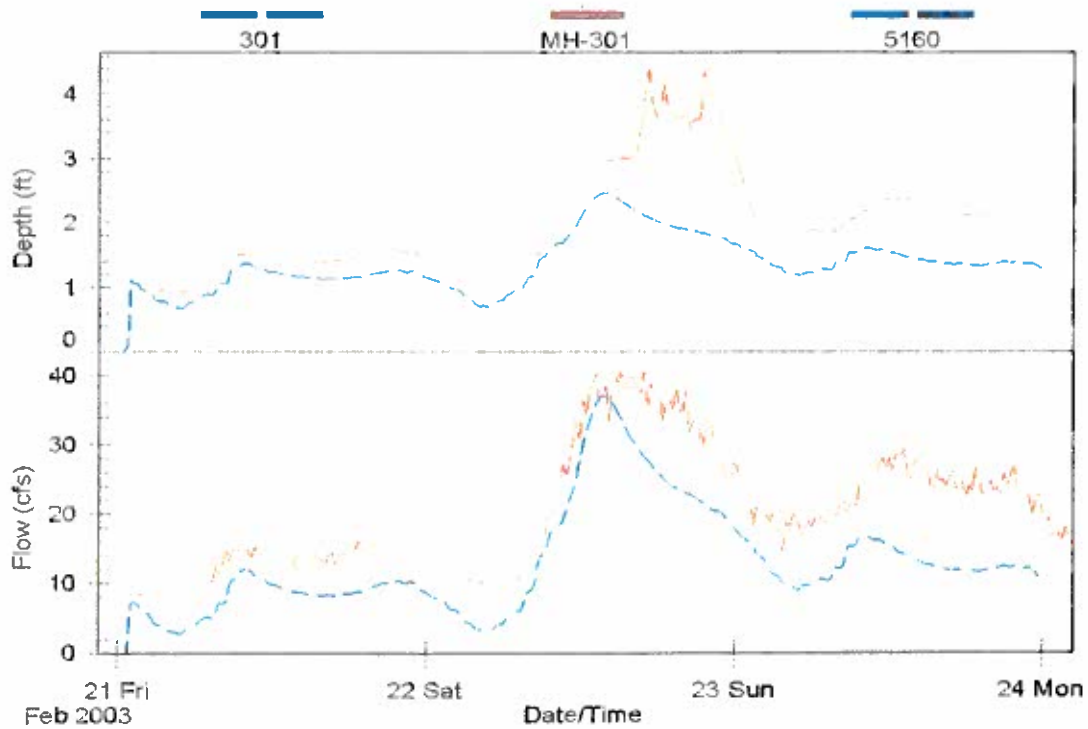 301 MH-301 5160
Depth (ft)
4
3
2
1
0
Flow (cfs)
40
30
20
10
0
21 Fri 22 Sat 23 Sun 24 Mon
Feb 2003 Date/Time